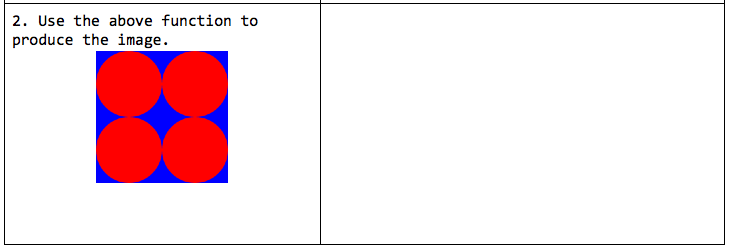 2. Use the above function to
produce the image.